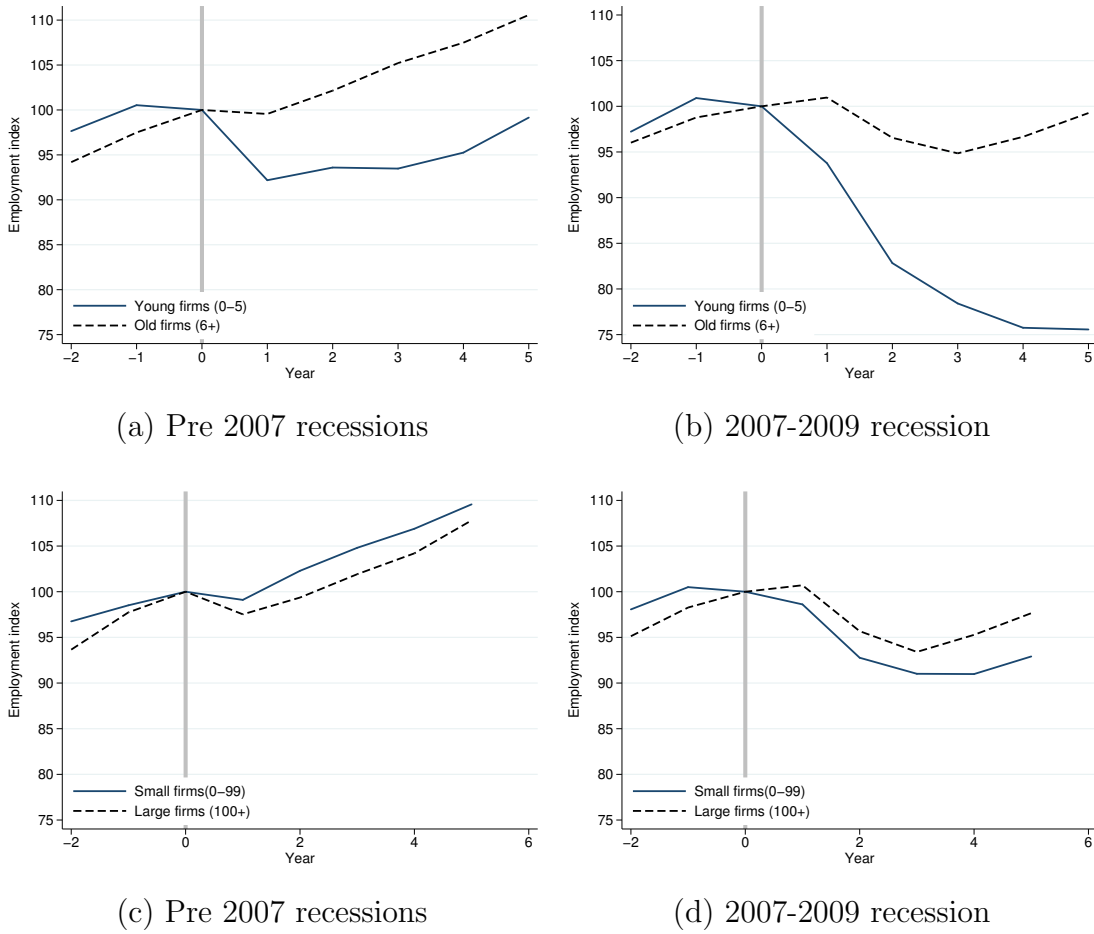 110
105
100
95
90
85
80
75
Employment index
Young firms (0−5)
Old firms (6+)
−2 −1 0 1 2 3 4 5
Year
(a) Pre 2007 recessions
110
105
100
95
90
85
80
75
Employment index
Young firms (0−5)
Old firms (6+)
−2 −1 0 1 2 3 4 5
Year
(b) 2007-2009 recession
110
105
100
95
90
85
80
75
Employment index
Small firms(0−99)
Large firms (100+)
−2 0 2 4 6
Year
(c) Pre 2007 recessions
110
105
100
95
90
85
80
75
Employment index
Small firms(0−99)
Large firms (100+)
−2 0 2 4 6
Year
(d) 2007-2009 recession